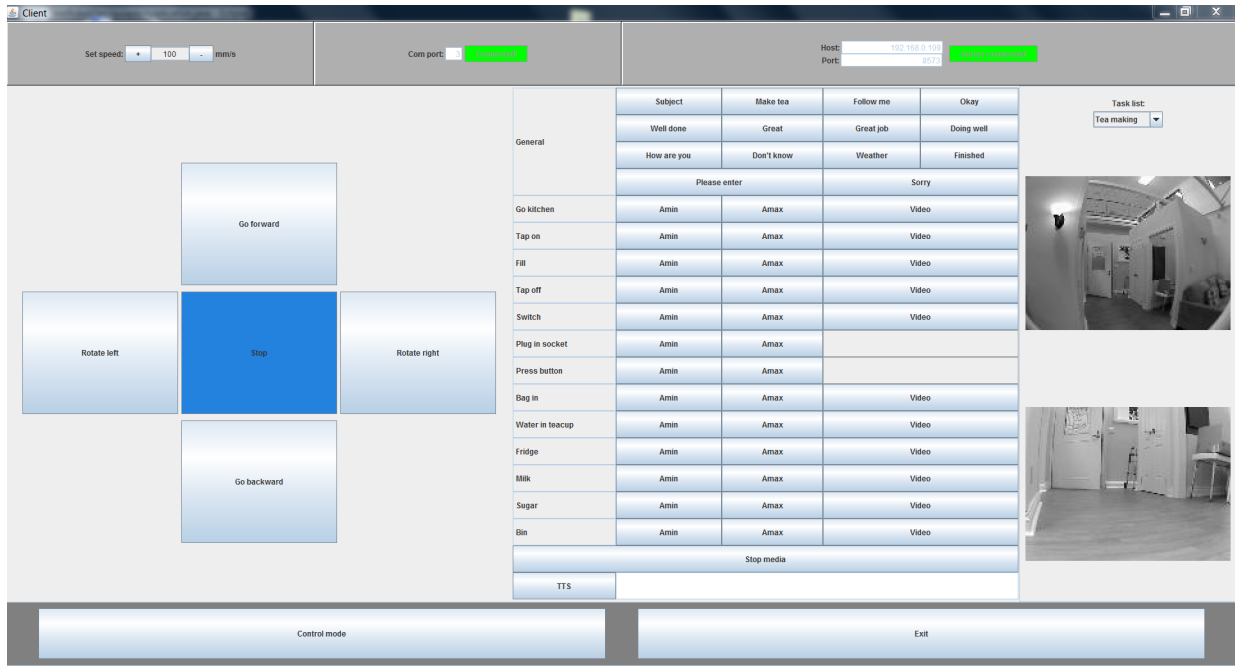 Client
Set speed: + 100 - mm/s
Com port: 3 connected
Host: 192.168.0.109
Port: 8573
server connected
Task list:
Tea making
Go forward
Rotate left Stop Rotate right
Go backward
General
Subject Make tea Follow me Okay
Well done Great Great job Doing well
How are you Don't know Weather Finished
Please enter Sorry
Go kitchen Amin Amax Video
Tap on Amin Amax Video
Fill Amin Amax Video
Tap off Amin Amax Video
Switch Amin Amax Video
Plug in socket Amin Amax
Press button Amin Amax
Bag in Amin Amax Video
Water in teacup Amin Amax Video
Fridge Amin Amax Video
Milk Amin Amax Video
Sugar Amin Amax Video
Bin Amin Amax Video
Stop media
TTS
Control mode Exit